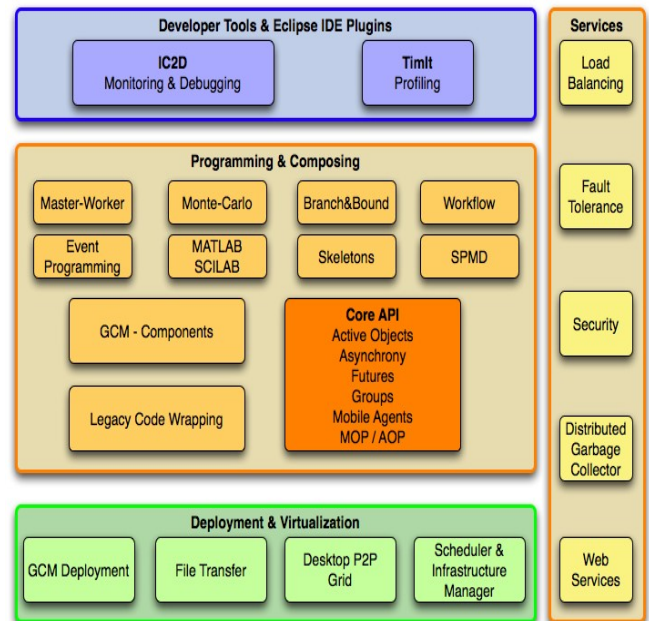 Developer Tools & Eclipse IDE Plugins
IC2D
Monitoring & Debugging
TimIt
Profiling
Programming & Composing
Master-Worker
Monte-Carlo
Branch&Bound
Workflow
Event
Programming
MATLAB
SCILAB
Skeletons
SPMD
GCM - Components
Legacy Code Wrapping
Core API
Active Objects
Asynchrony
Futures
Groups
Mobile Agents
MOP / AOP
Deployment & Virtualization
GCM Deployment
File Transfer
Desktop P2P
Grid
Scheduler &
Infrastructure
Manager
Services
Load
Balancing
Fault
Tolerance
Security
Distributed
Garbage
Collector
Web
Services